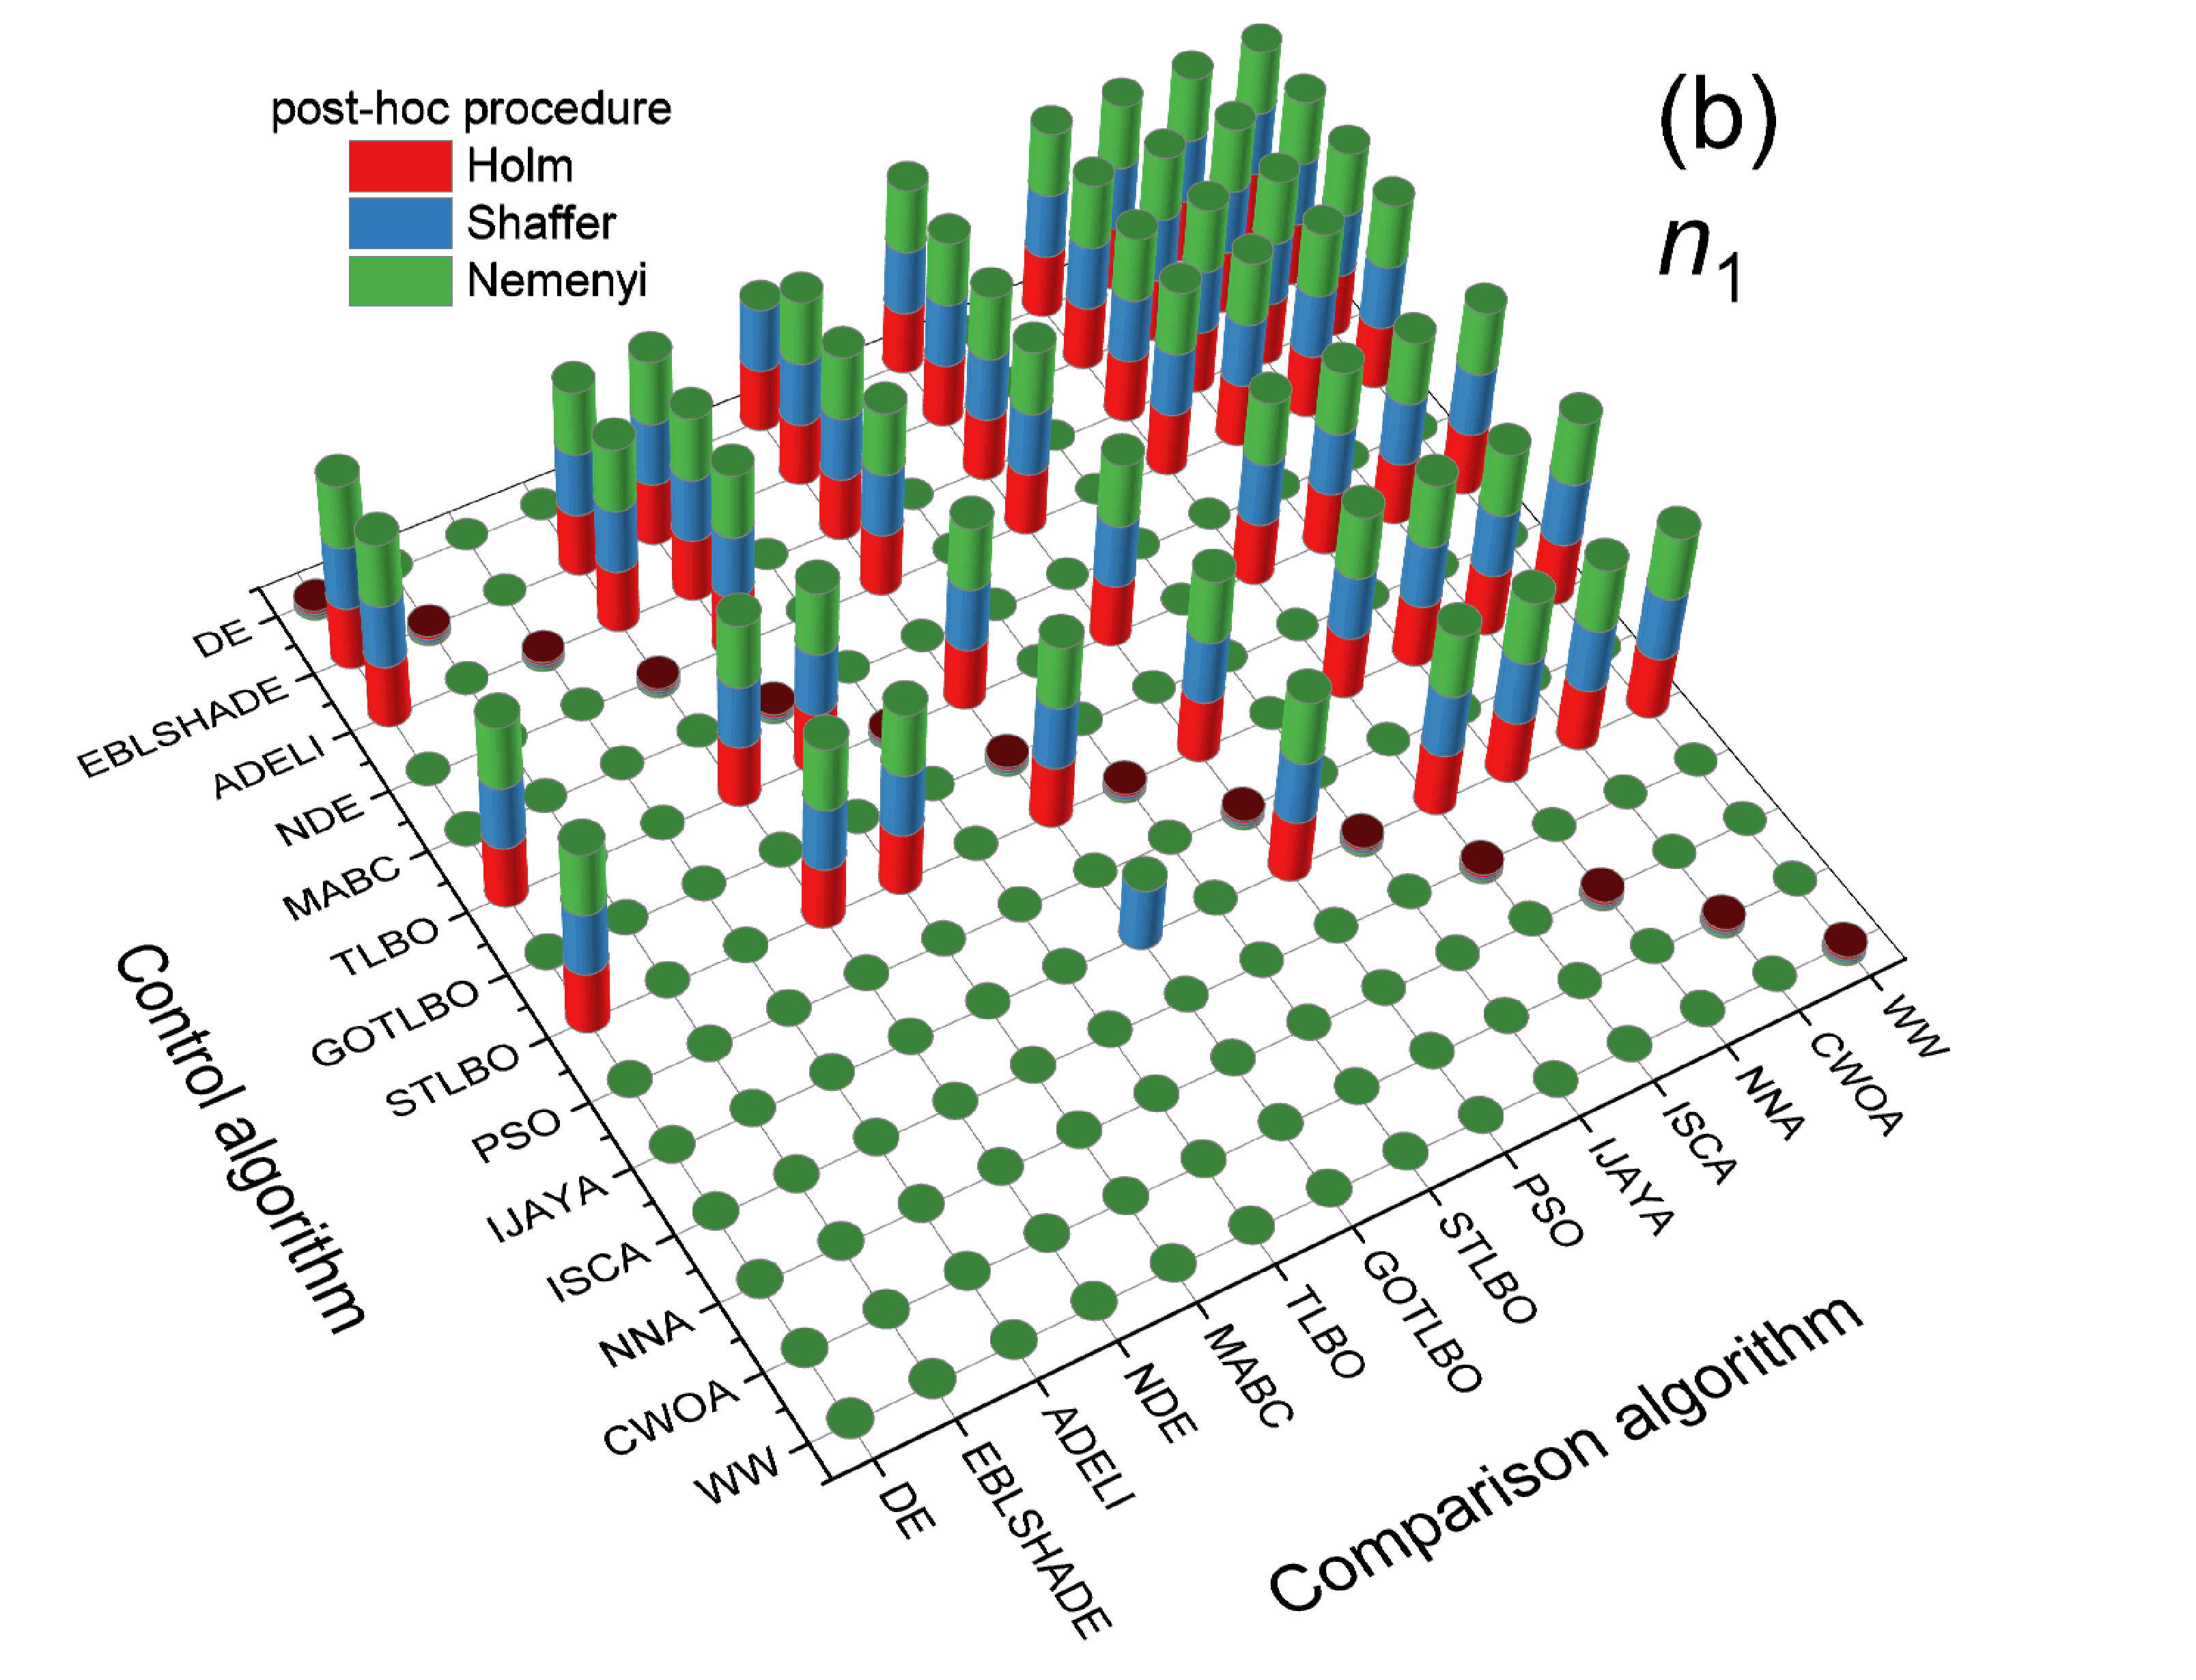 post-hoc procedure
Holm
Shaffer
Nemenyi
(b)
n1
DE
EBLSHADE
ADELI
NDE
MABC
TLBO
GOTLBO
STLBO
PSO
IJAYA
ISCA
NNA
CWOA
WW
Control algorithm
DE
EBLSHADE
ADELI
NDE
MABC
TLBO
GOTLBO
STLBO
PSO
IJAYA
ISCA
NNA
CWOA
WW
Comparison algorithm